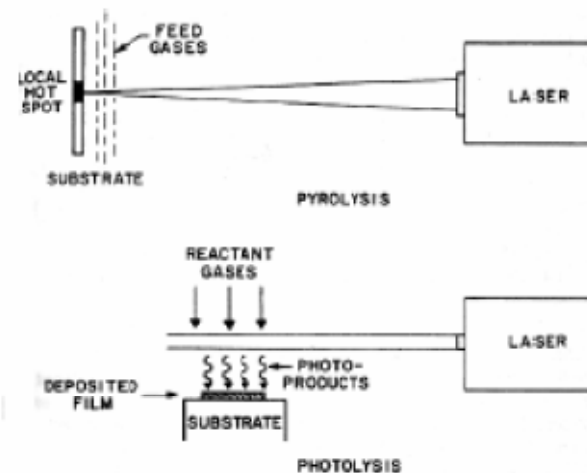 FEED
GASES
LOCAL
HOT
SPOT
LASER
SUBSTRATE
PYROLYSIS
REACTANT
GASES
LASER
PHOTO-
PRODUCTS
DEPOSITED
FILM
SUBSTRATE
PHOTOLYSIS